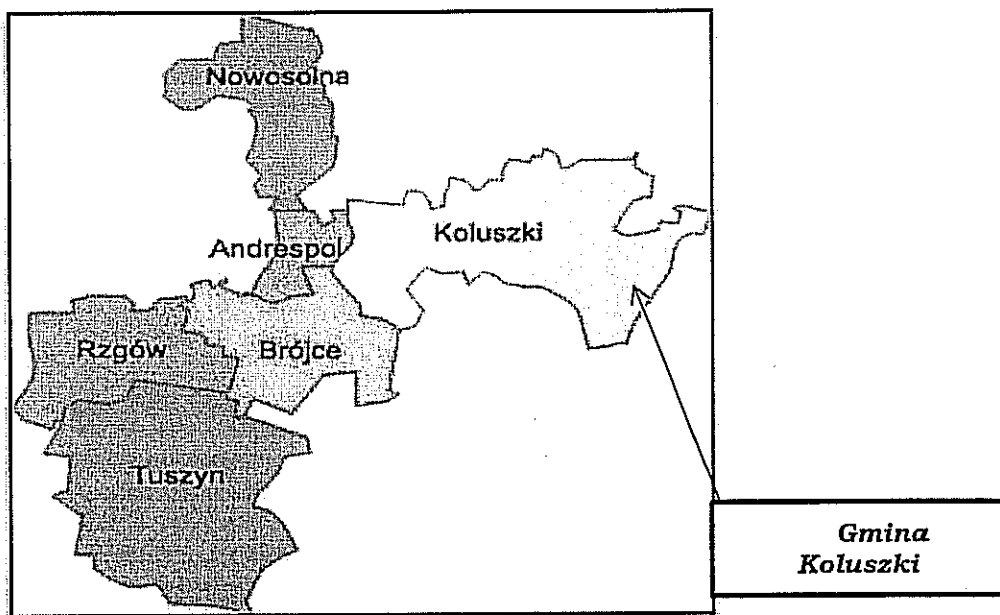 Nowosolna
Koluszki
Andrespol
Rzgów
Brójce
Tuszyn
Gmina
Koluszki